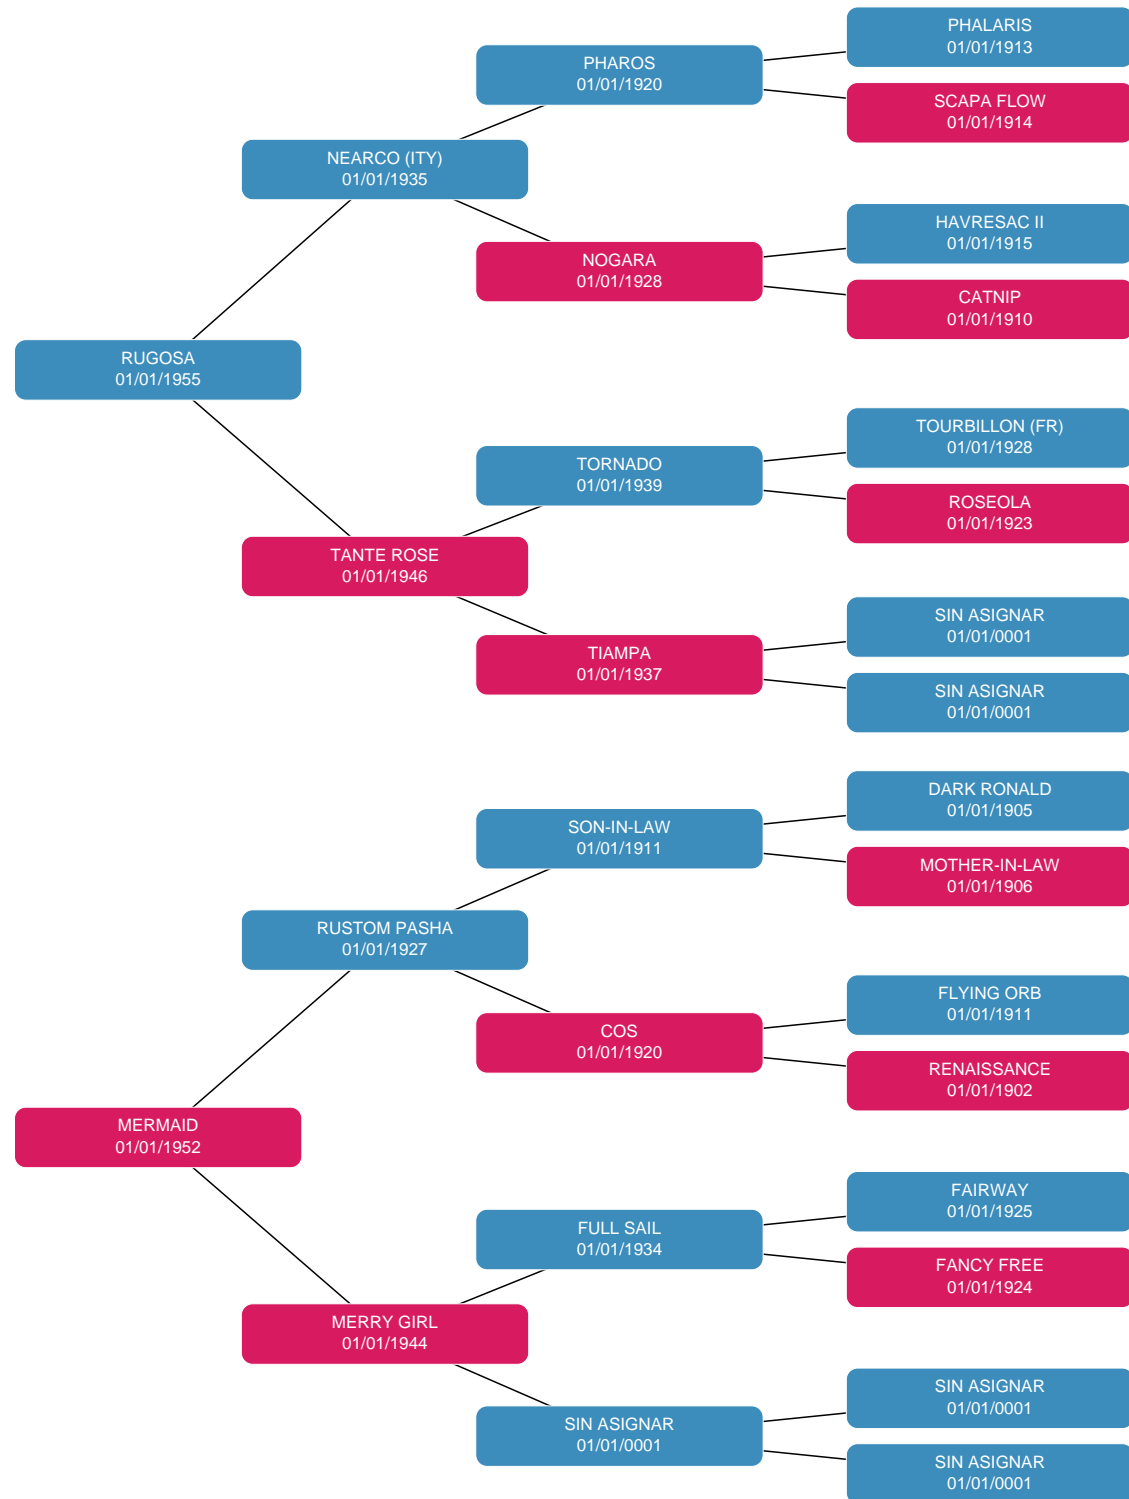 PHALARIS
01/01/1913
PHAROS
01/01/1920
SCAPA FLOW
01/01/1914
NEARCO (ITY)
01/01/1935
HAVRESAC II
01/01/1915
NOGARA
01/01/1928
CATNIP
01/01/1910
RUGOSA
01/01/1955
TOURBILLON (FR)
01/01/1928
TORNADO
01/01/1939
ROSEOLA
01/01/1923
TANTE ROSE
01/01/1946
SIN ASIGNAR
01/01/0001
TIAMPA
01/01/1937
SIN ASIGNAR
01/01/0001
DARK RONALD
01/01/1905
SON-IN-LAW
01/01/1911
MOTHER-IN-LAW
01/01/1906
RUSTOM PASHA
01/01/1927
FLYING ORB
01/01/1911
COS
01/01/1920
RENAISSANCE
01/01/1902
MERMAID
01/01/1952
FAIRWAY
01/01/1925
FULL SAIL
01/01/1934
FANCY FREE
01/01/1924
MERRY GIRL
01/01/1944
SIN ASIGNAR
01/01/0001
SIN ASIGNAR
01/01/0001
SIN ASIGNAR
01/01/0001